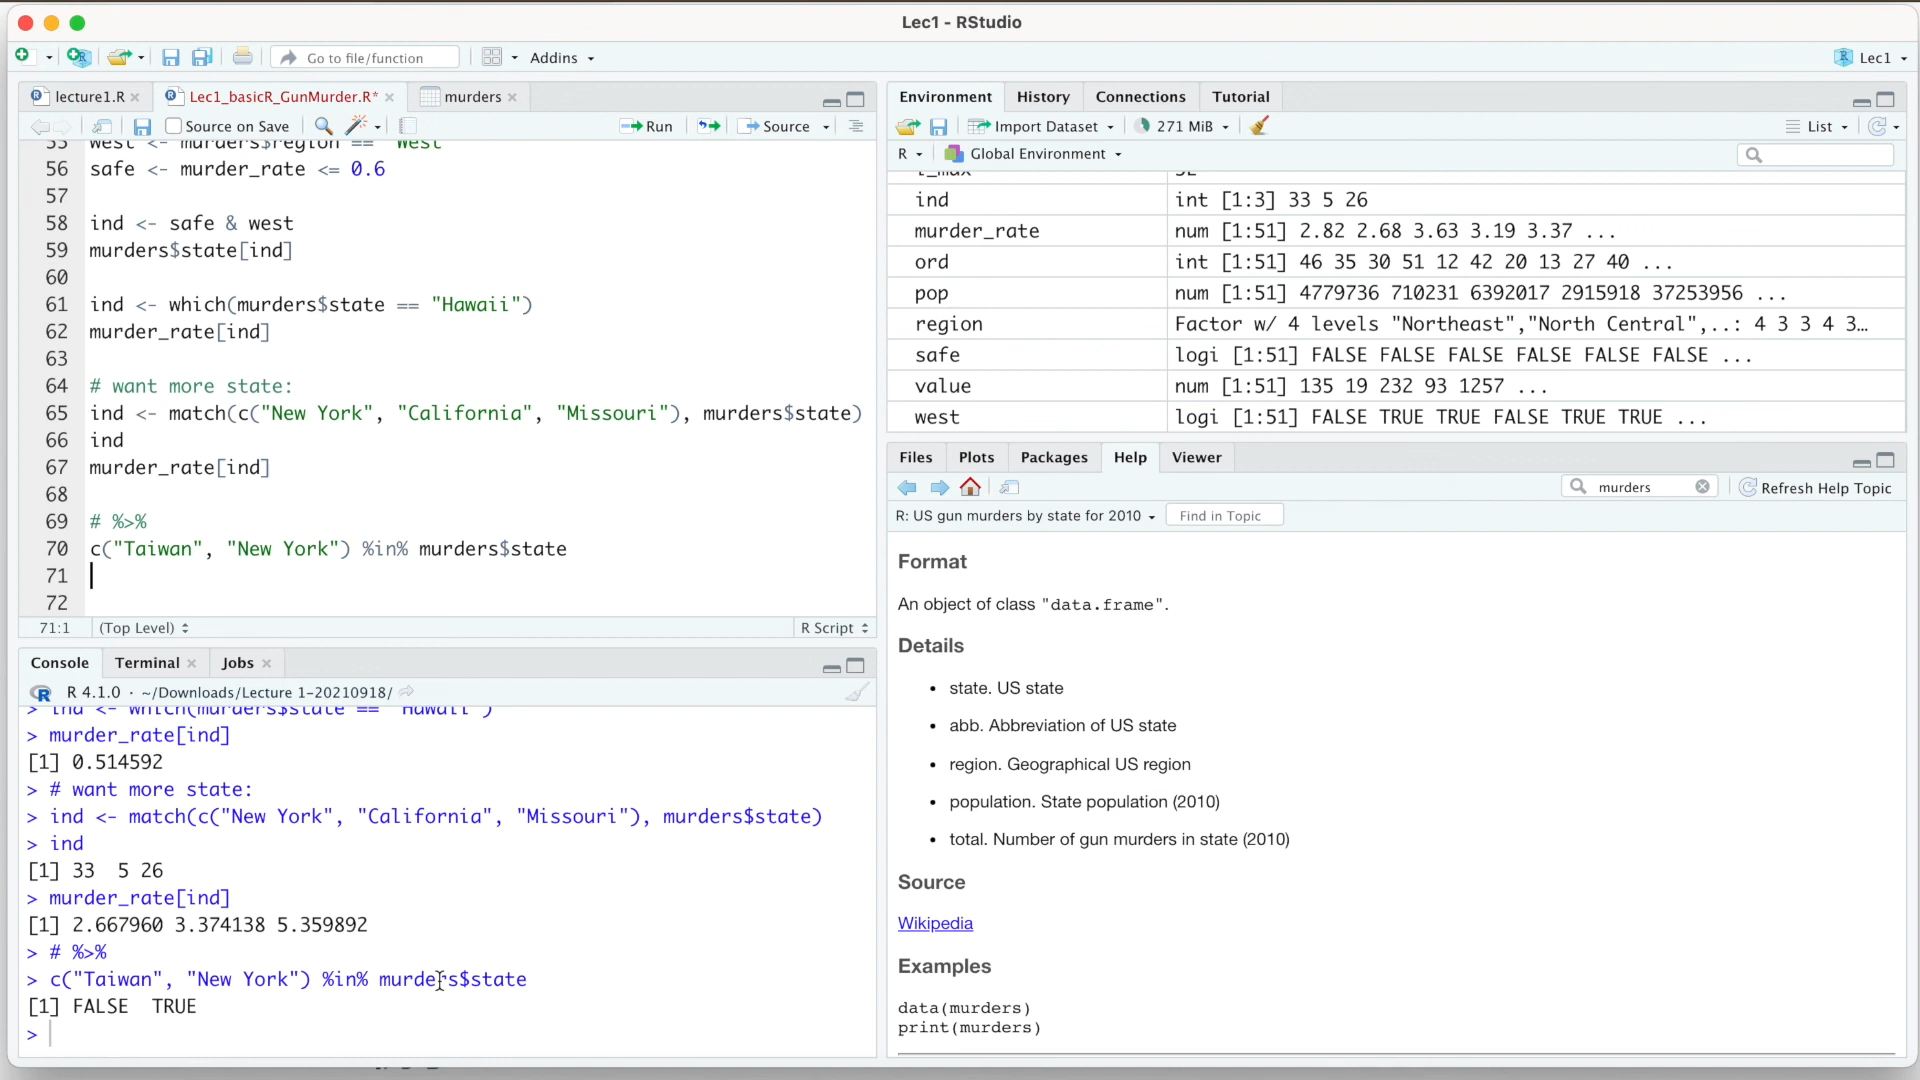 Lec1 - RStudio
Go to file/function
Addins
Lec1
lecture1.R
Lec1_basicR_GunMurder.R*
murders
Source on Save
Run
Source
55 west <- murders$region == "West"
56 safe <- murder_rate <= 0.6
57
58 ind <- safe & west
59 murders$state[ind]
60
61 ind <- which(murders$state == "Hawaii")
62 murder_rate[ind]
63
64 # want more state:
65 ind <- match(c("New York", "California", "Missouri"), murders$state)
66 ind
67 murder_rate[ind]
68
69 # %>%
70 c("Taiwan", "New York") %in% murders$state
71
72
71:1 (Top Level) R Script
Console Terminal Jobs
R 4.1.0 · ~/Downloads/Lecture 1-20210918/
> ind <- which(murders$state == "Hawaii")
> murder_rate[ind]
[1] 0.514592
> # want more state:
> ind <- match(c("New York", "California", "Missouri"), murders$state)
> ind
[1] 33  5 26
> murder_rate[ind]
[1] 2.667960 3.374138 5.359892
> # %>%
> c("Taiwan", "New York") %in% murders$state
[1] FALSE  TRUE
>
Environment History Connections Tutorial
Import Dataset 271 MiB List
R Global Environment
ind int [1:3] 33 5 26
murder_rate num [1:51] 2.82 2.68 3.63 3.19 3.37 ...
ord int [1:51] 46 35 30 51 12 42 20 13 27 40 ...
pop num [1:51] 4779736 710231 6392017 2915918 37253956 ...
region Factor w/ 4 levels "Northeast","North Central",..: 4 3 3 4 3…
safe logi [1:51] FALSE FALSE FALSE FALSE FALSE FALSE ...
value num [1:51] 135 19 232 93 1257 ...
west logi [1:51] FALSE TRUE TRUE FALSE TRUE TRUE ...
Files Plots Packages Help Viewer
murders Refresh Help Topic
R: US gun murders by state for 2010 Find in Topic
Format
An object of class "data.frame".
Details
• state. US state
• abb. Abbreviation of US state
• region. Geographical US region
• population. State population (2010)
• total. Number of gun murders in state (2010)
Source
Wikipedia
Examples
data(murders)
print(murders)